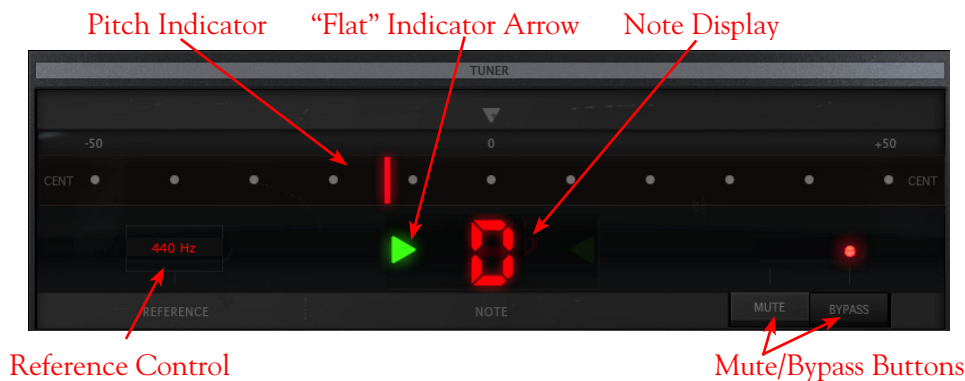 Pitch Indicator “Flat” Indicator Arrow Note Display
TUNER
-50 0 +50
CENT CENT
440 Hz D
REFERENCE NOTE MUTE BYPASS
Reference Control Mute/Bypass Buttons